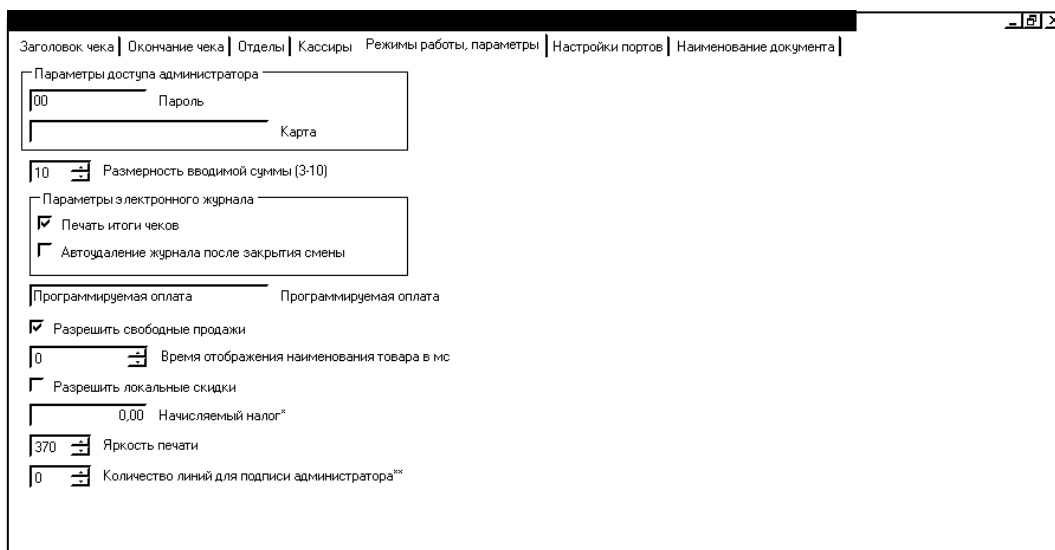 Заголовок чека Окончание чека Отделы Кассиры Режимы работы, параметры Настройки портов Наименование документа
Параметры доступа администратора
00 Пароль
Карта
10 Размерность вводимой суммы (3-10)
Параметры электронного журнала
Печать итоги чеков
Автоудаление журнала после закрытия смены
Программируемая оплата Программируемая оплата
Разрешить свободные продажи
0 Время отображения наименования товара в мс
Разрешить локальные скидки
0,00 Начисляемый налог*
370 Яркость печати
0 Количество линий для подписи администратора**